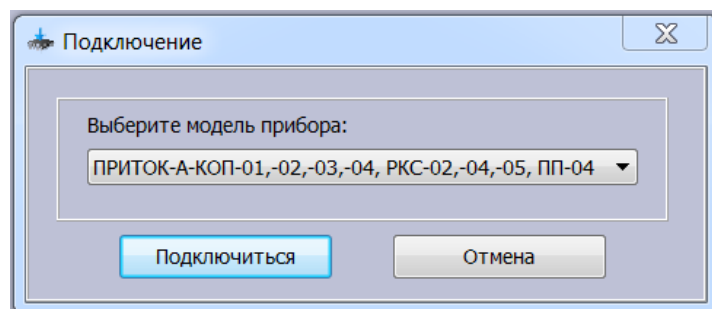 Подключение
Выберите модель прибора:
ПРИТОК-А-КОП-01,-02,-03,-04, РКС-02,-04,-05, ПП-04
Подключиться
Отмена